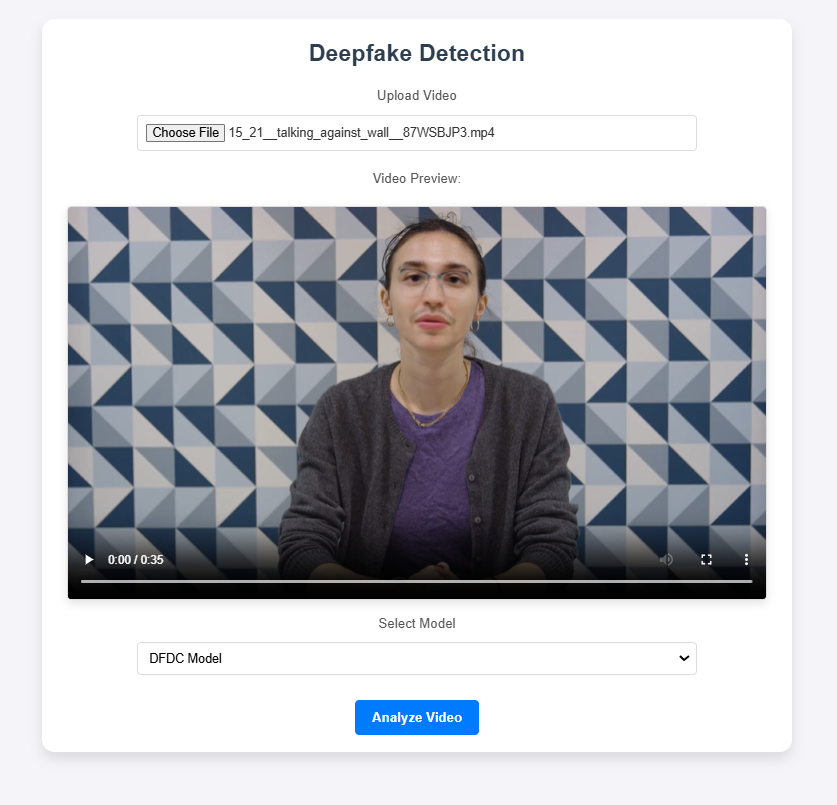 Deepfake Detection
Upload Video
Choose File 15_21__talking_against_wall__87WSBJP3.mp4
Video Preview:
0:00 / 0:35
Select Model
DFDC Model
Analyze Video